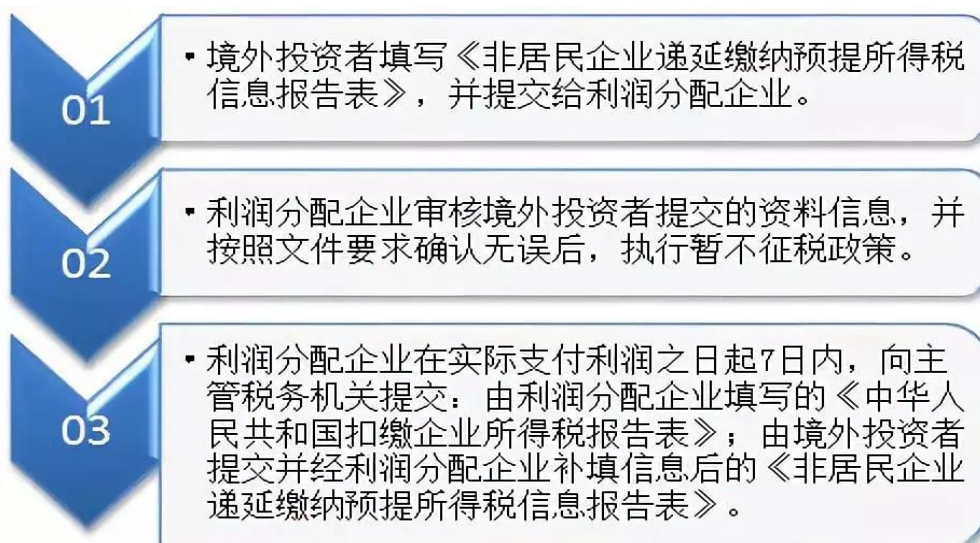 01
▪境外投资者填写《非居民企业递延缴纳预提所得税
信息报告表》，并提交给利润分配企业。
02
▪利润分配企业审核境外投资者提交的资料信息，并
按照文件要求确认无误后，执行暂不征税政策。
03
▪利润分配企业在实际支付利润之日起7日内，向主
管税务机关提交：由利润分配企业填写的《中华人
民共和国扣缴企业所得税报告表》；由境外投资者
提交并经利润分配企业补填信息后的《非居民企业
递延缴纳预提所得税信息报告表》。